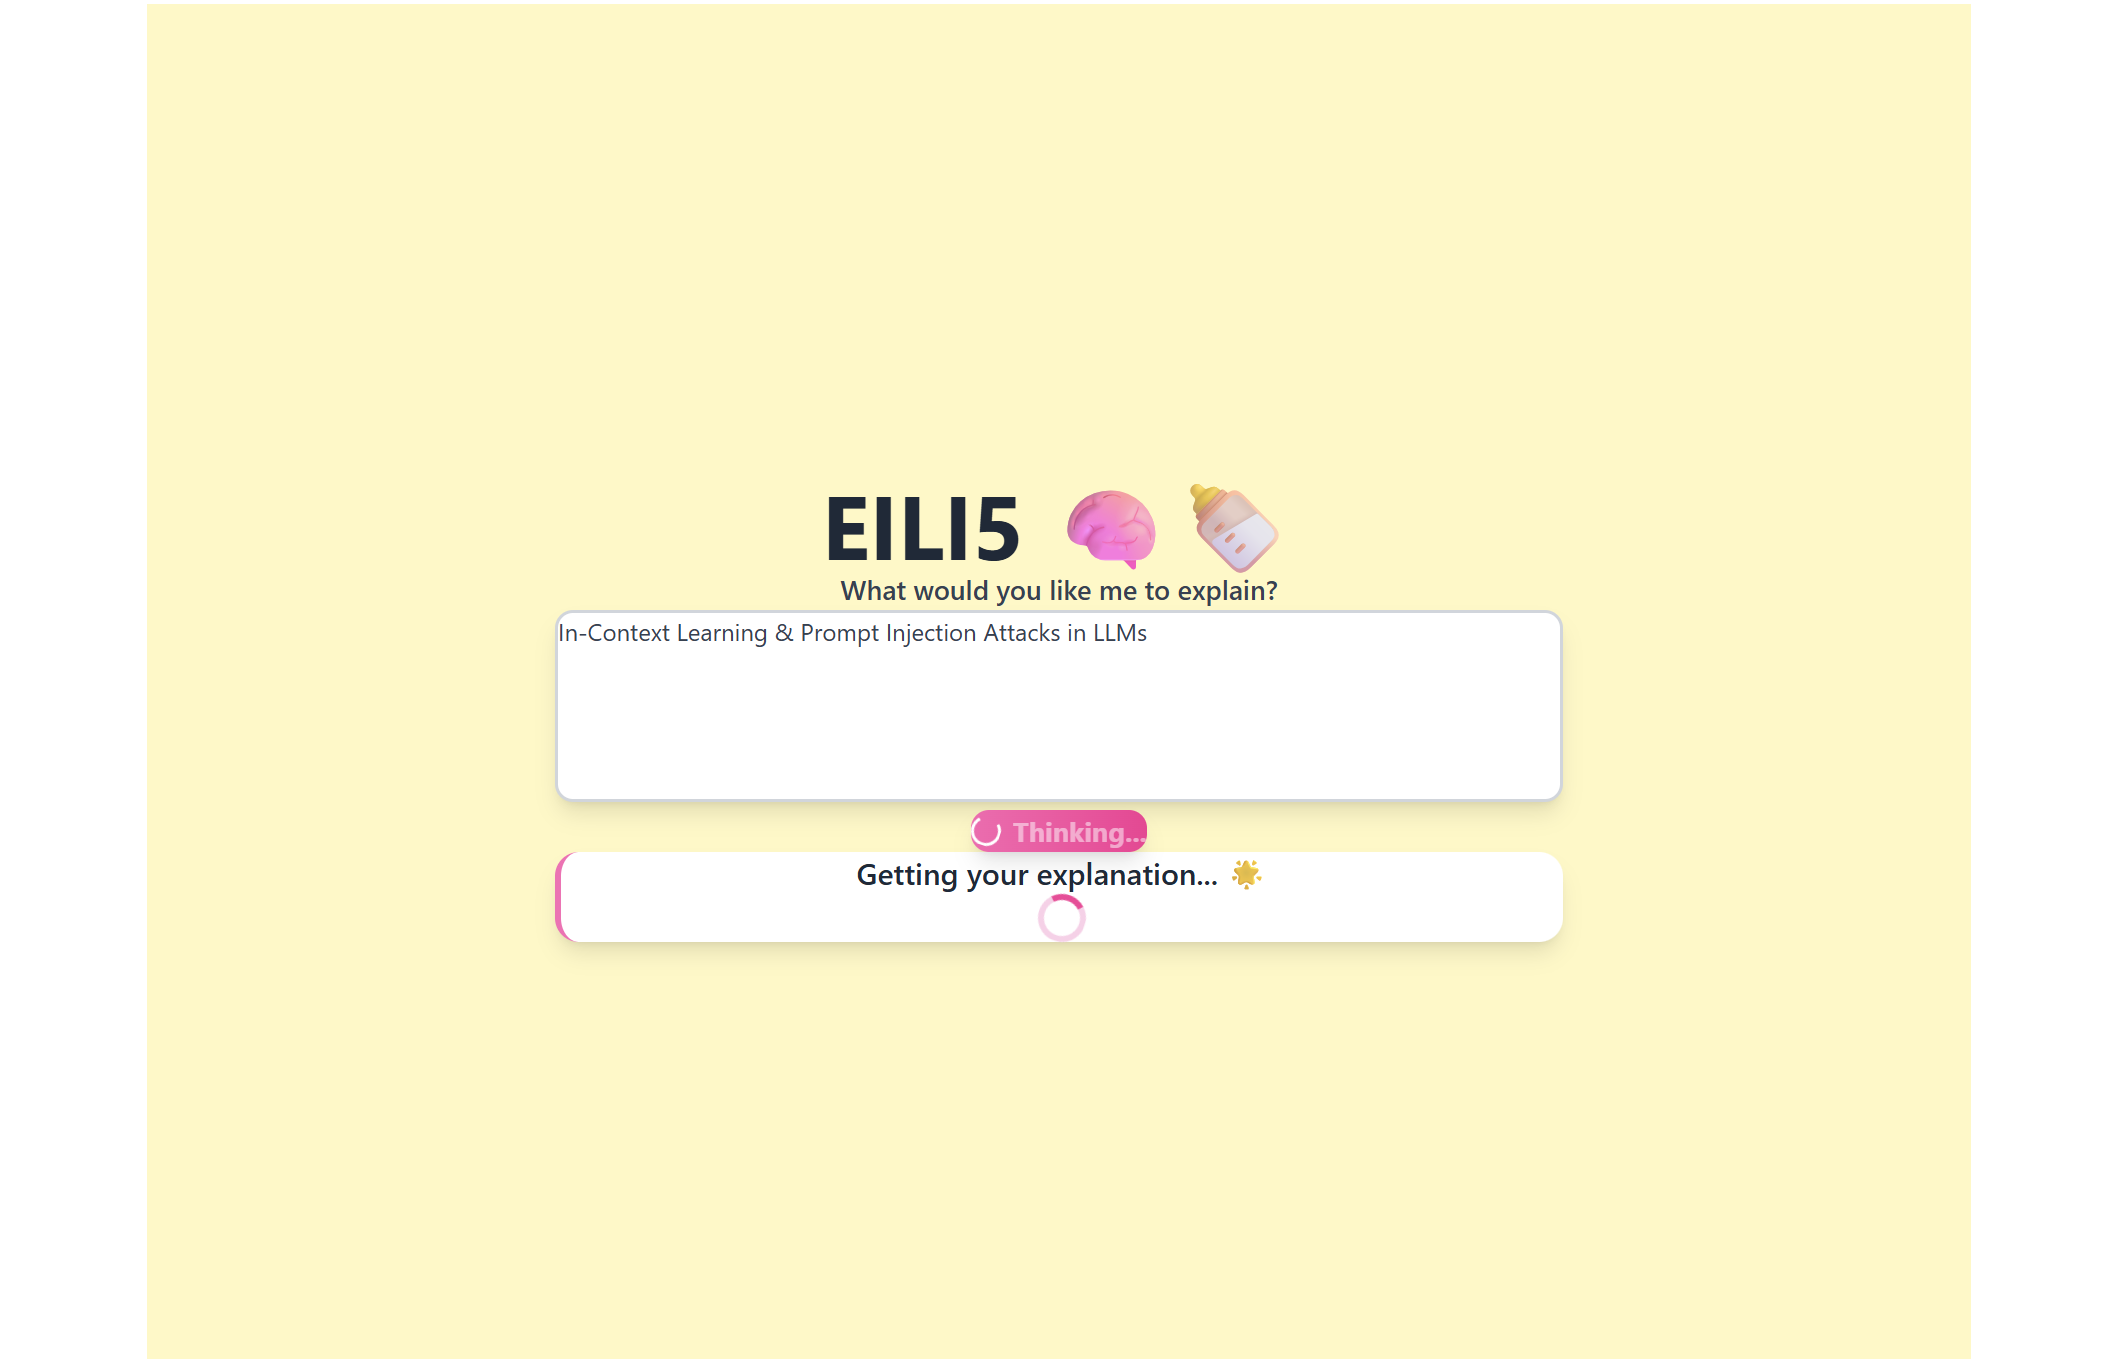 EILI5
What would you like me to explain?
In-Context Learning & Prompt Injection Attacks in LLMs
Thinking...
Getting your explanation...